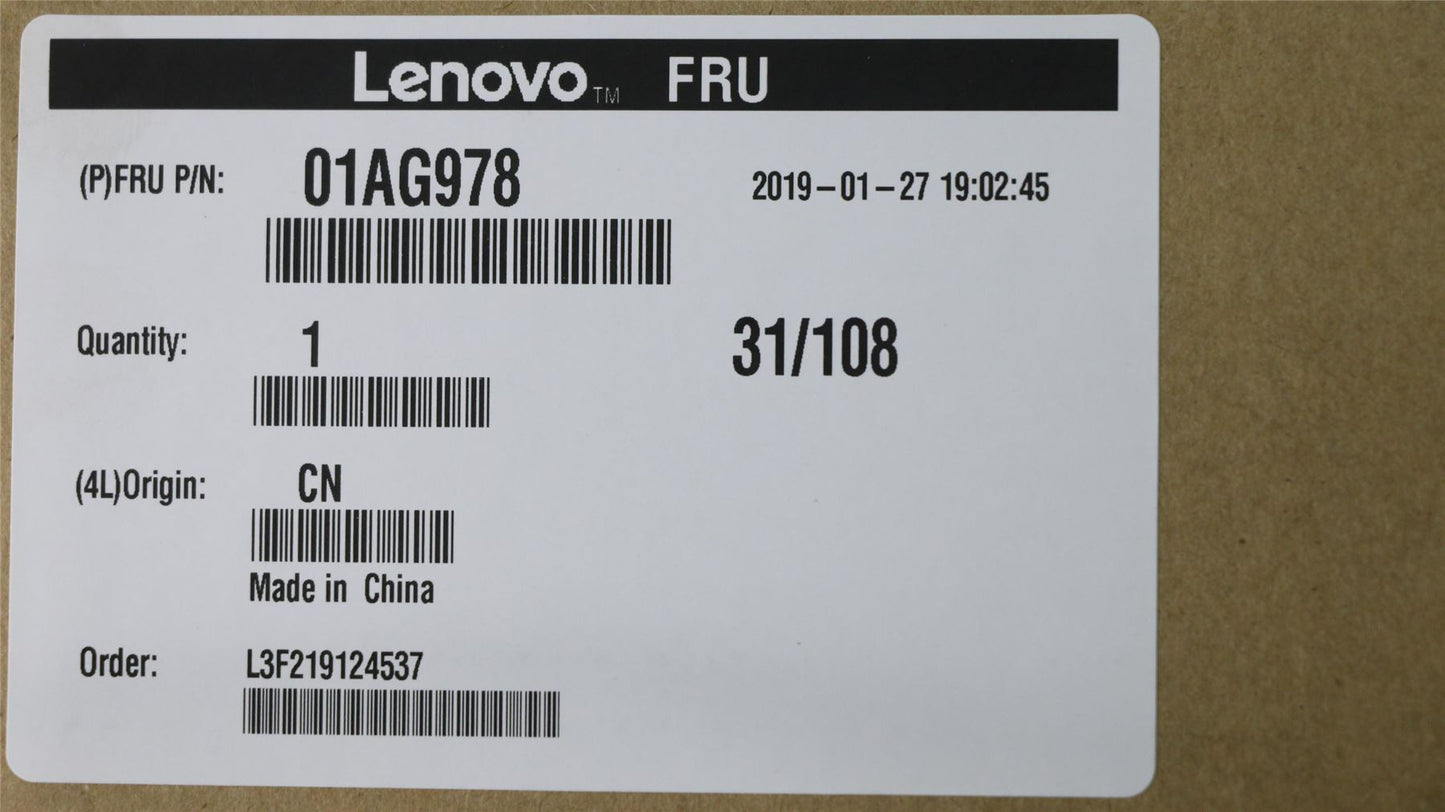 Lenovo™ FRU
(P)FRU P/N: 01AG978 2019-01-27 19:02:45
Quantity: 1 31/108
(4L)Origin: CN
Made in China
Order: L3F219124537